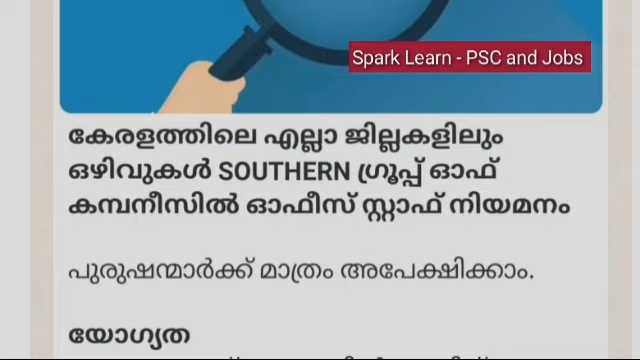 Spark Learn - PSC and Jobs
കേരളത്തിലെ എല്ലാ ജില്ലകളിലും
ഒഴിവുകൾ SOUTHERN ഗ്രൂപ്പ് ഓഫ്
കമ്പനീസിൽ ഓഫീസ് സ്റ്റാഫ് നിയമനം
പുരുഷന്മാർക്ക് മാത്രം അപേക്ഷിക്കാം.
യോഗ്യത